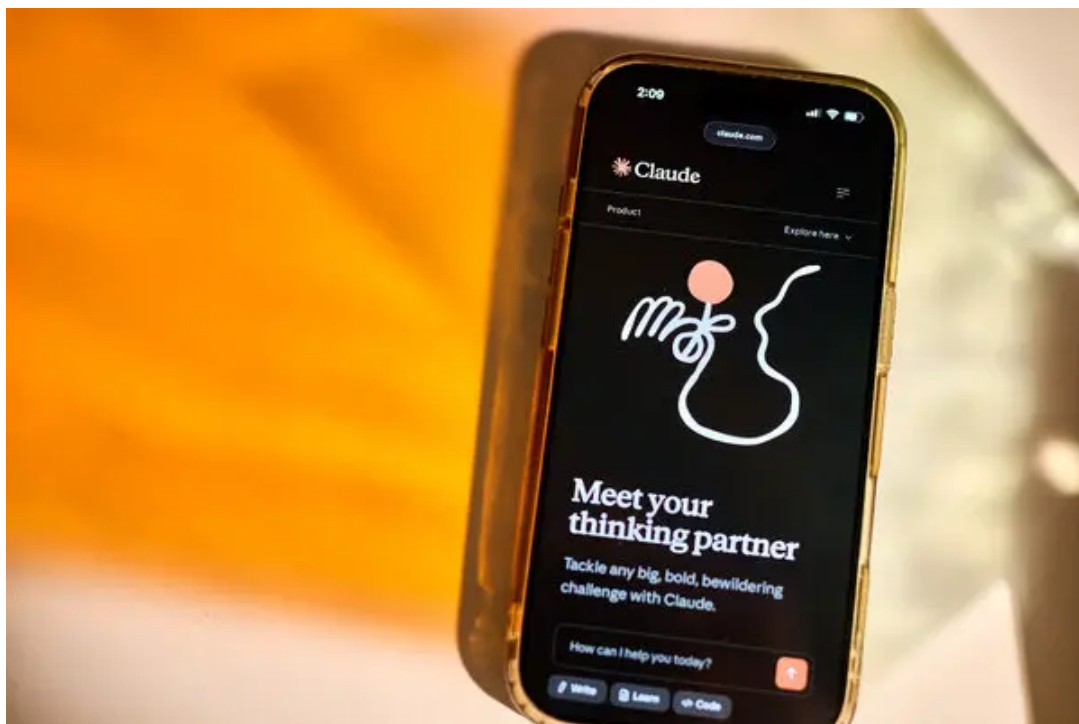 2:09
claude.com
Claude
Product
Explore here
Meet your
thinking partner
Tackle any big, bold, bewildering
challenge with Claude.
How can I help you today?
Write
Learn
Code